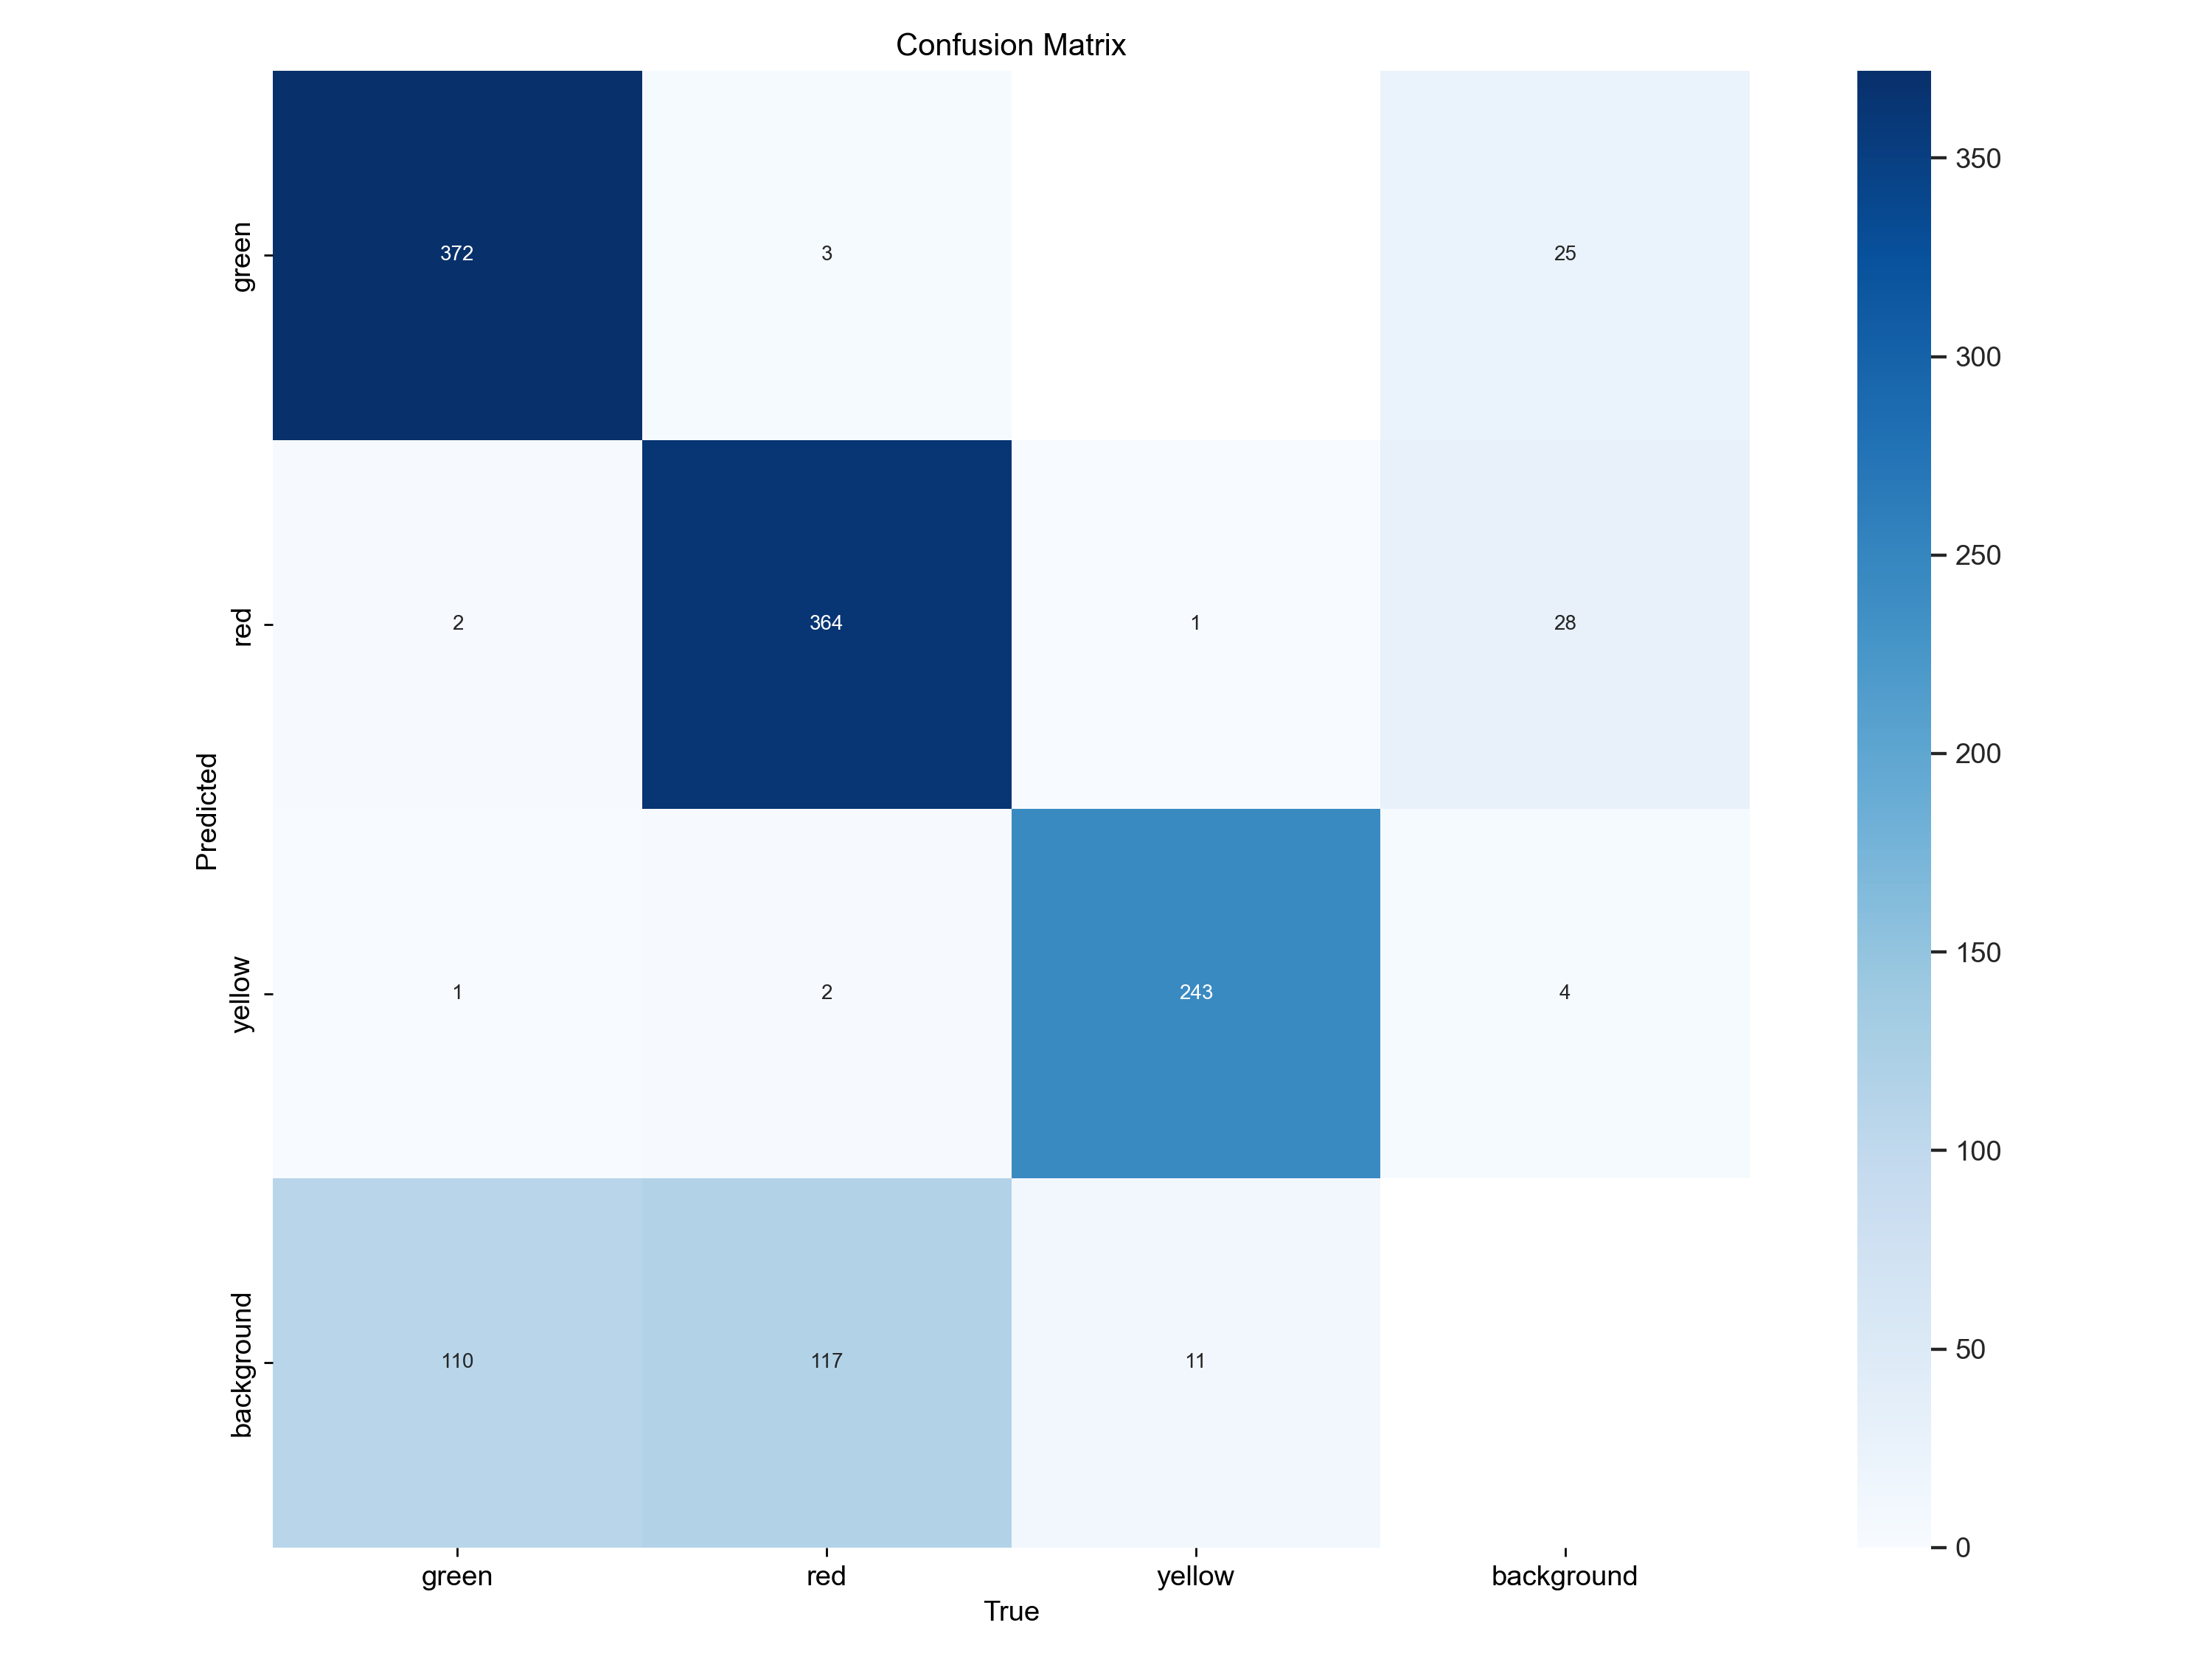 Confusion Matrix
green
372
3
25
350
300
red
2
364
1
28
250
200
Predicted
yellow
1
2
243
4
150
100
background
110
117
11
50
0
green
red
yellow
background
True